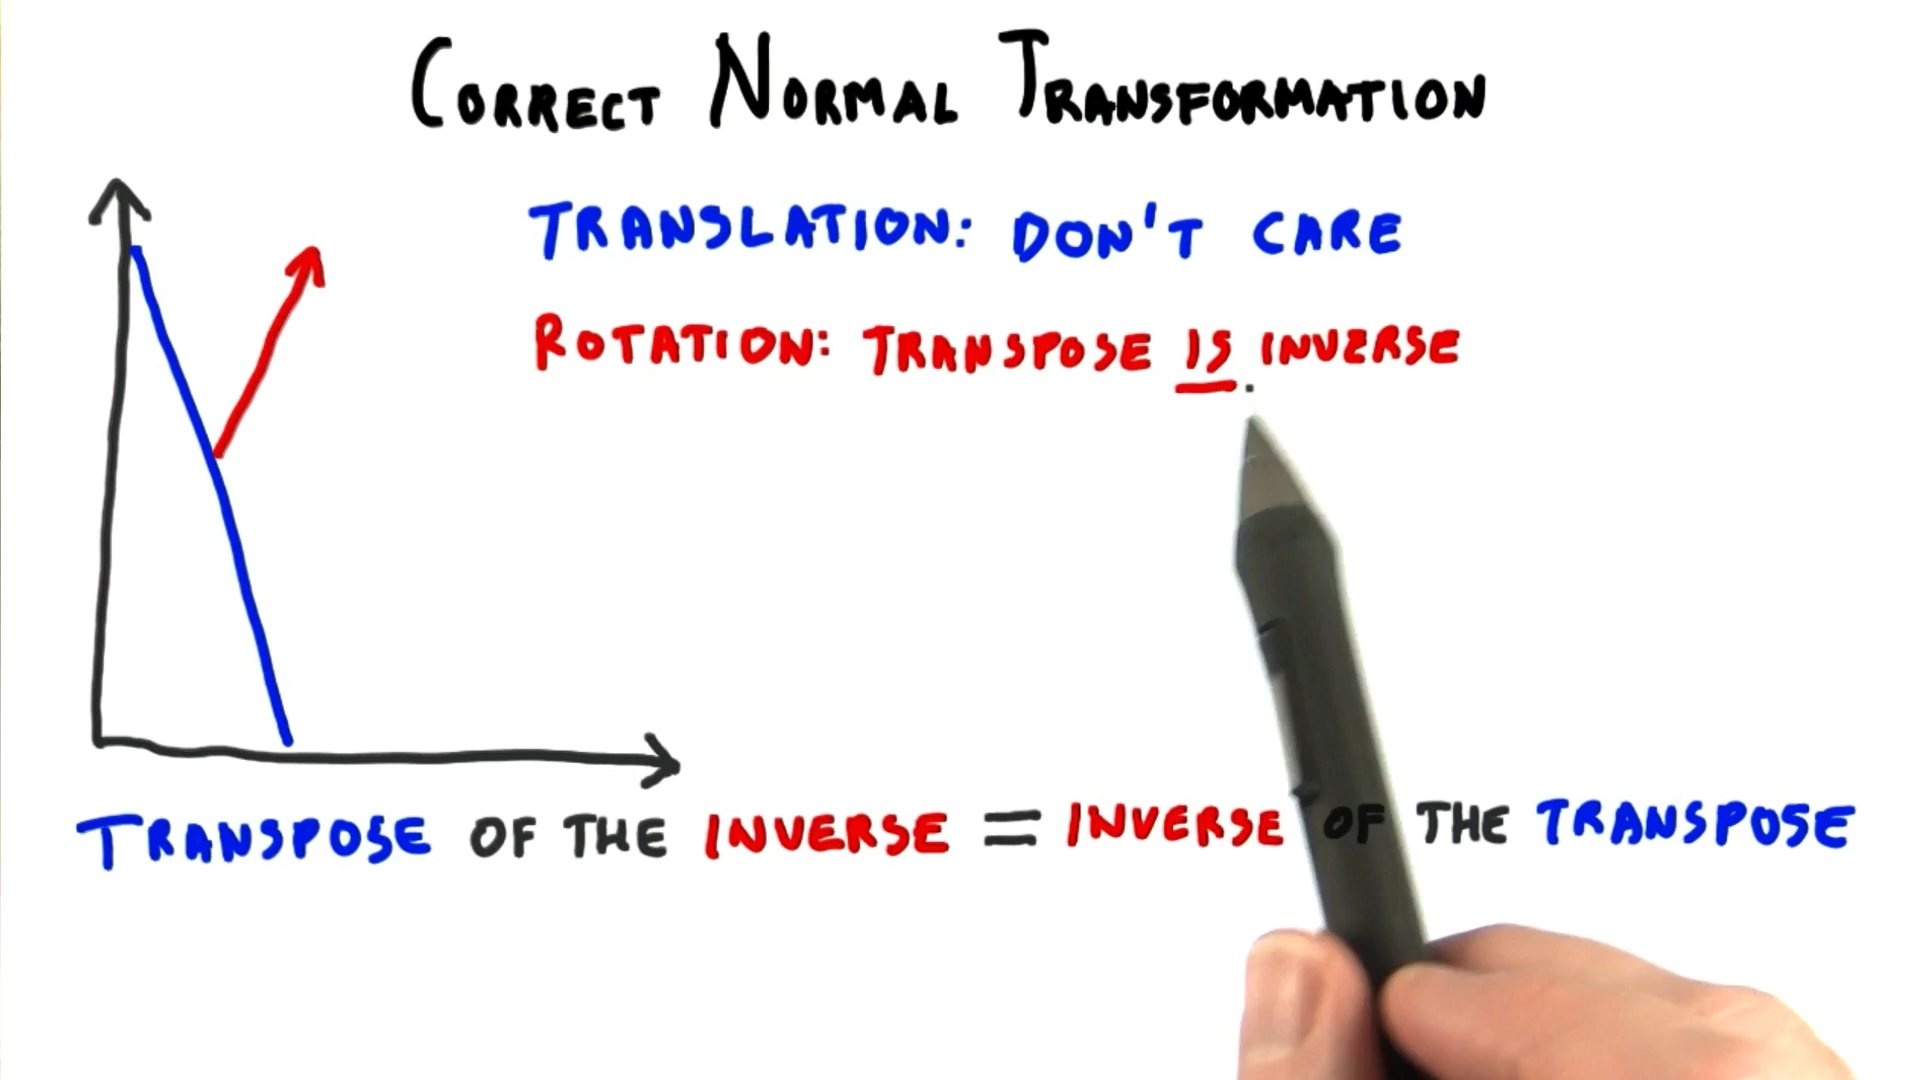 CORRECT NORMAL TRANSFORMATION
TRANSLATION: DON'T CARE
ROTATION: TRANSPOSE IS INVERSE
TRANSPOSE OF THE INVERSE = INVERSE OF THE TRANSPOSE